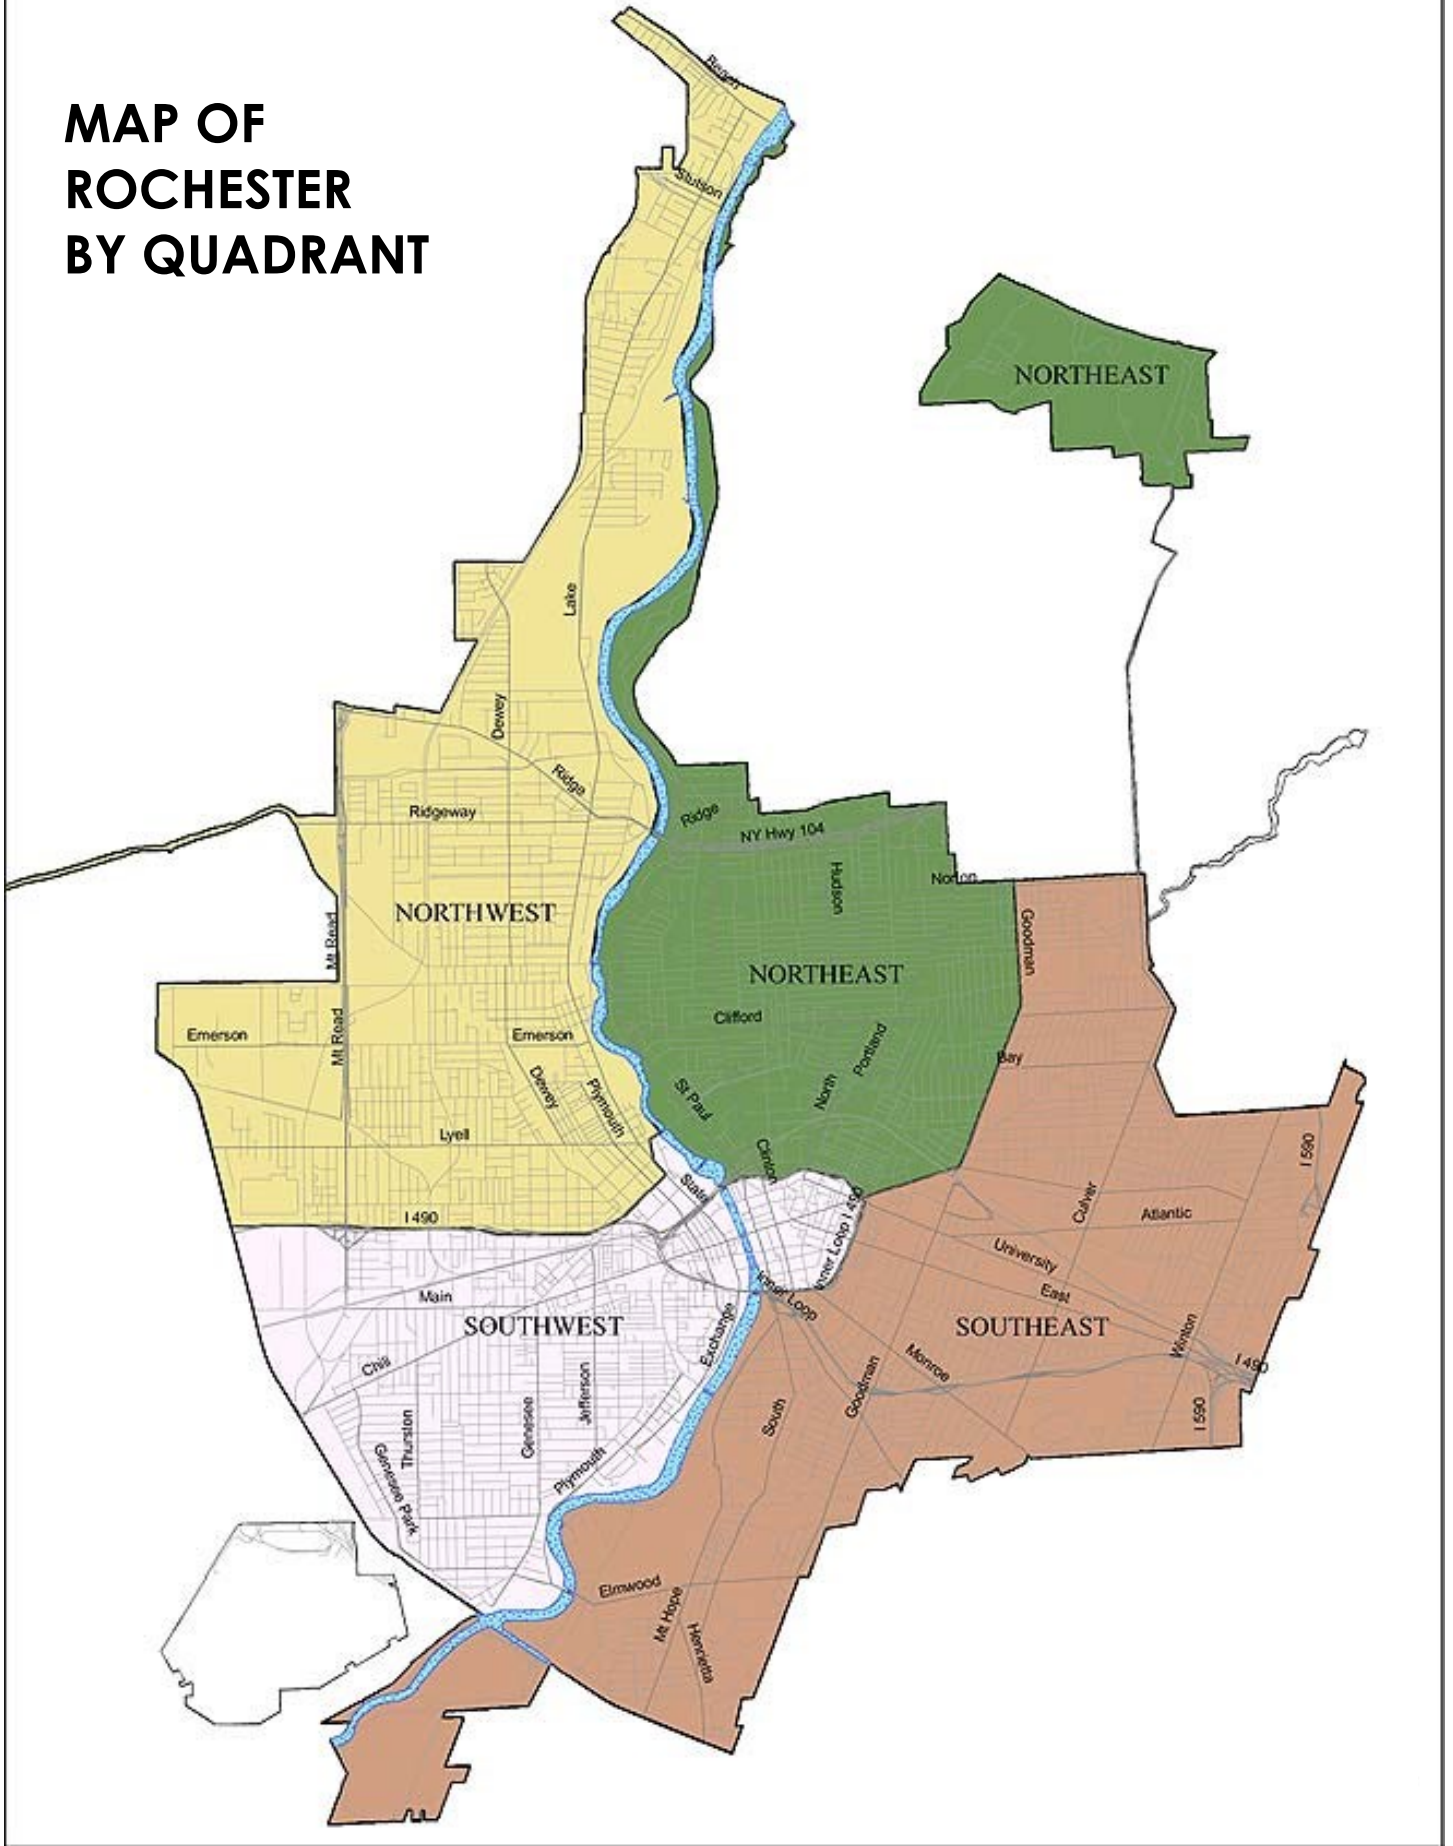 MAP OF
ROCHESTER
BY QUADRANT
Beach
Stutson
NORTHEAST
Lake
Dewey
Ridge
Ridgeway
Ridge
NY Hwy 104
Hudson
Norton
Mt Read
NORTHWEST
Goodman
NORTHEAST
Emerson
Mt Read
Emerson
Clifford
Portland
Bay
Dewey
Plymouth
St Paul
North
Lyell
Clinton
I 590
State
Culver
Atlantic
I 490
Inner Loop I 490
University
Main
Inner Loop
East
SOUTHWEST
Exchange
SOUTHEAST
Winton
Chili
Monroe
I 490
Thurston
Genesee
Jefferson
South
Goodman
I 590
Genesee Park
Plymouth
Elmwood
Mt Hope
Henrietta